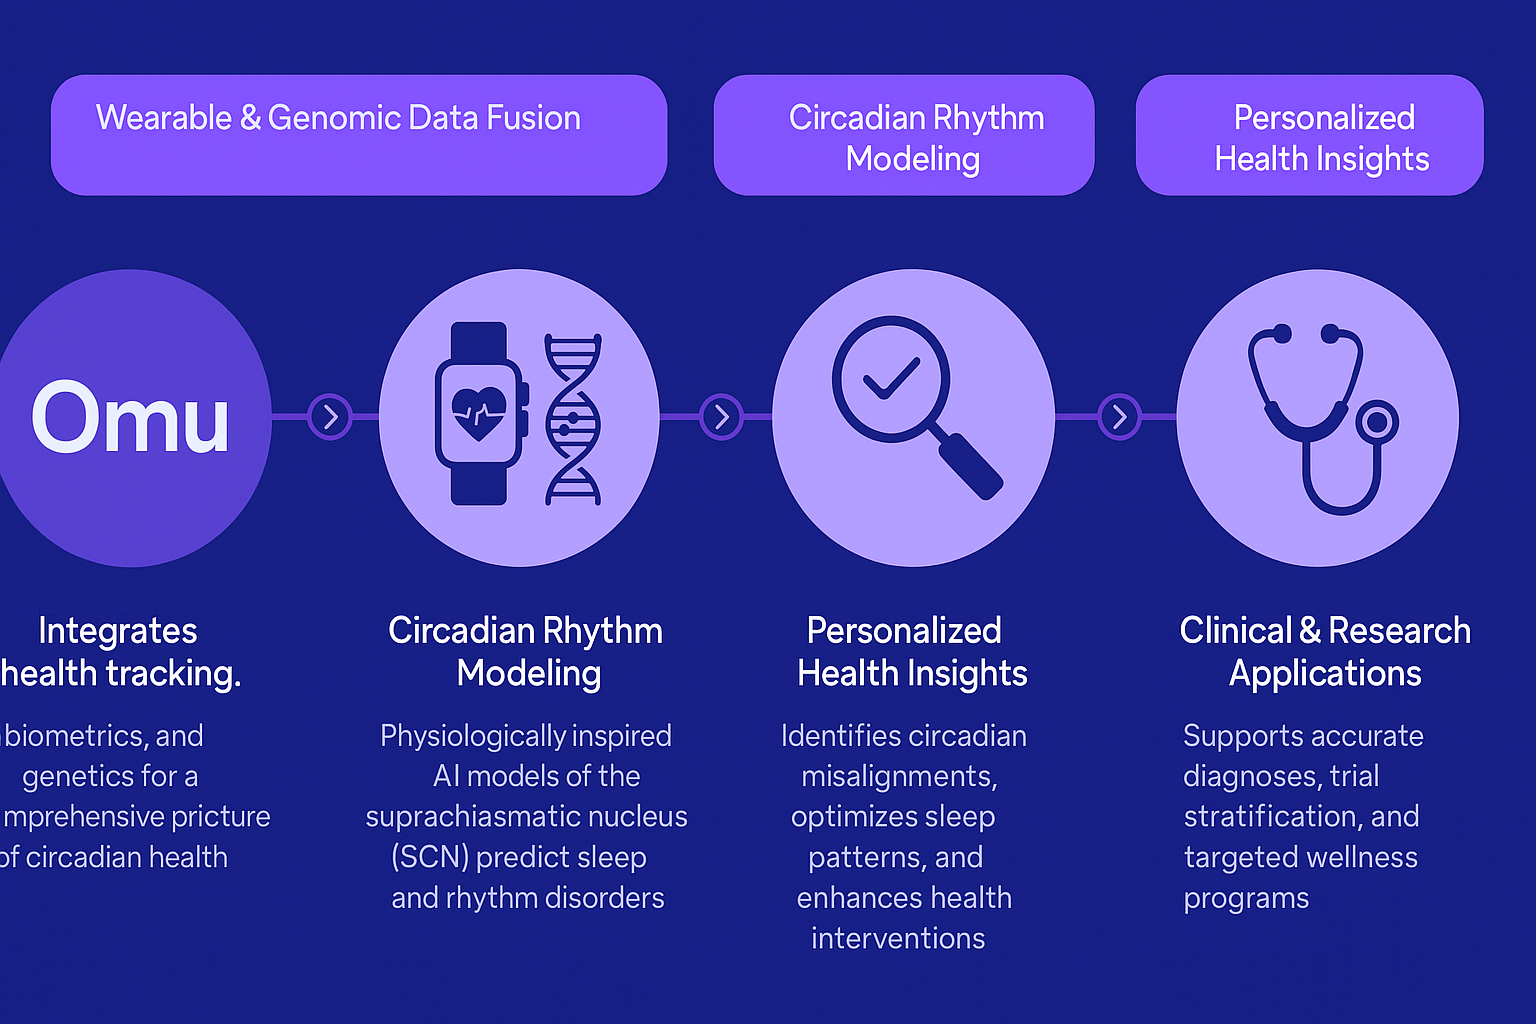 Wearable & Genomic Data Fusion
Circadian Rhythm
Modeling
Personalized
Health Insights
Omu
Integrates
health tracking.
biometrics, and
genetics for a
mprehensive pricture
of circadian health
Circadian Rhythm
Modeling
Physiologically inspired
AI models of the
suprachiasmatic nucleus
(SCN) predict sleep
and rhythm disorders
Personalized
Health Insights
Identifies circadian
misalignments,
optimizes sleep
patterns, and
enhances health
interventions
Clinical & Research
Applications
Supports accurate
diagnoses, trial
stratification, and
targeted wellness
programs